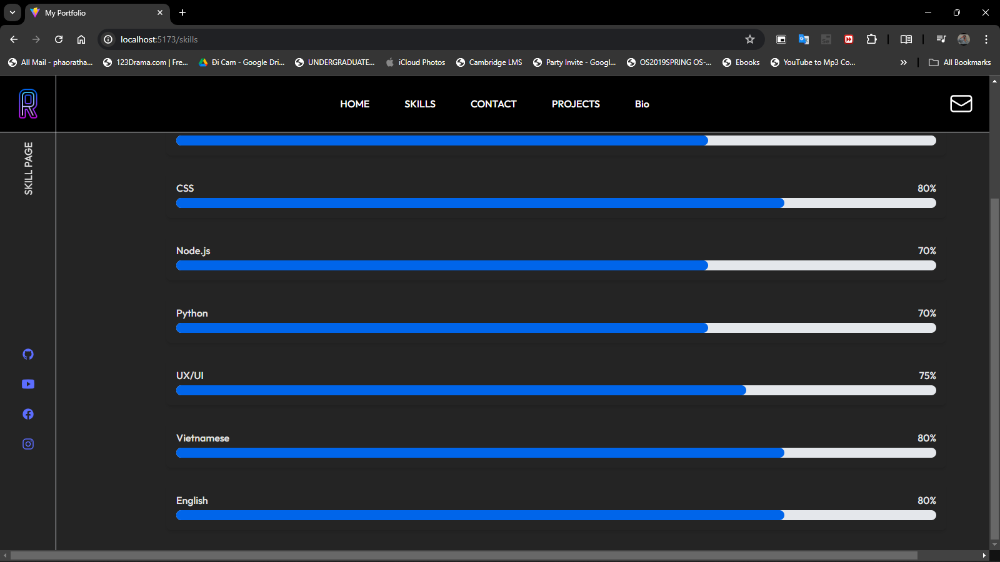 My Portfolio
localhost:5173/skills
All Mail - phaoratha...
123Drama.com | Fre...
Đi Cam - Google Dri...
UNDERGRADUATE...
iCloud Photos
Cambridge LMS
Party Invite - Googl...
OS2019SPRING OS-...
Ebooks
YouTube to Mp3 Co...
All Bookmarks
R
HOME
SKILLS
CONTACT
PROJECTS
Bio
SKILL PAGE
CSS 80%
Node.js 70%
Python 70%
UX/UI 75%
Vietnamese 80%
English 80%